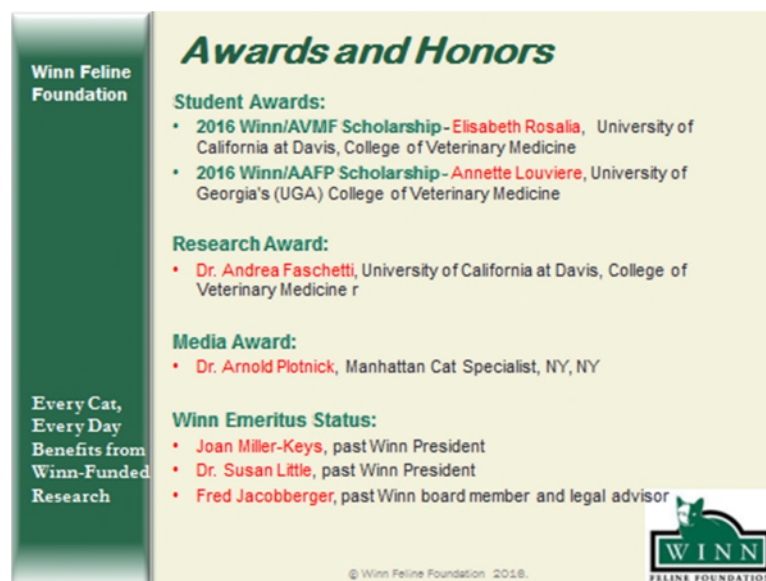 Awards and Honors
Winn Feline
Foundation
Student Awards:
• 2016 Winn/AVMF Scholarship- Elisabeth Rosalia, University of
California at Davis, College of Veterinary Medicine
• 2016 Winn/AAFP Scholarship- Annette Louviere, University of
Georgia's (UGA) College of Veterinary Medicine
Research Award:
• Dr. Andrea Faschetti, University of California at Davis, College of
Veterinary Medicine r
Media Award:
• Dr. Arnold Plotnick, Manhattan Cat Specialist, NY, NY
Winn Emeritus Status:
• Joan Miller-Keys, past Winn President
• Dr. Susan Little, past Winn President
• Fred Jacobberger, past Winn board member and legal advisor
Every Cat,
Every Day
Benefits from
Winn-Funded
Research
WINN
FELINE FOUNDATION
© Winn Feline Foundation 2016.